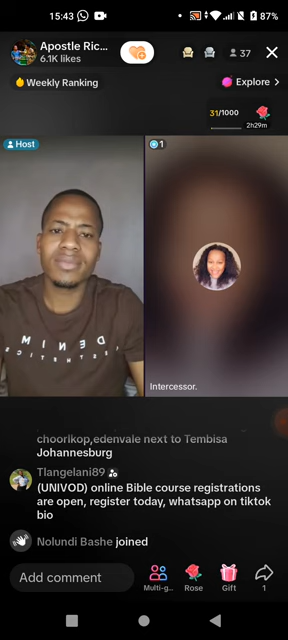 15:43
87%
Apostle Ric...
6.1K likes
37
Weekly Ranking
Explore >
31/1000
2h29m
Host
1
DENIM
Intercessor.
choorlkop,edenvale next to Tembisa
Johannesburg
Tlangelani89
(UNIVOD) online Bible course registrations
are open, register today, whatsapp on tiktok
bio
Nolundi Bashe joined
Add comment
Multi-g...
Rose
Gift
1